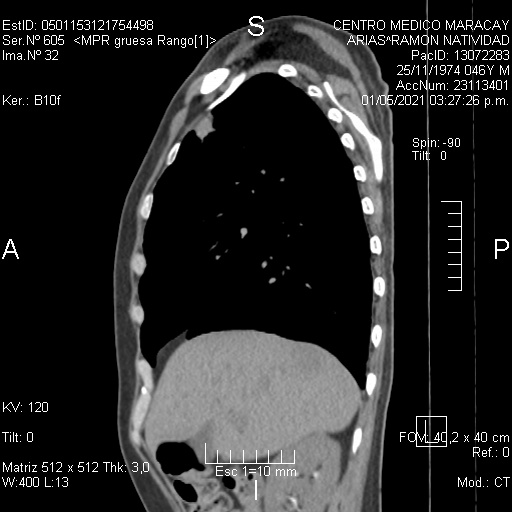 EstID: 0501153121754498
Ser.Nº 605 <MPR gruesa Rango[1]>
Ima.Nº 32
Ker.: B10f
S
CENTRO MEDICO MARACAY
ARIAS^RAMON NATIVIDAD
PacID: 13072283
25/11/1974 046Y M
AccNum: 23113401
01/05/2021 03:27:26 p.m.
Spin: -90
Tilt: 0
A
P
KV: 120
Tilt: 0
Matriz 512 x 512 Thk: 3,0
W:400 L:13
Esc 1=10 mm
I
FOM: 40,2 x 40 cm
Ref.: 0
Mod.: CT